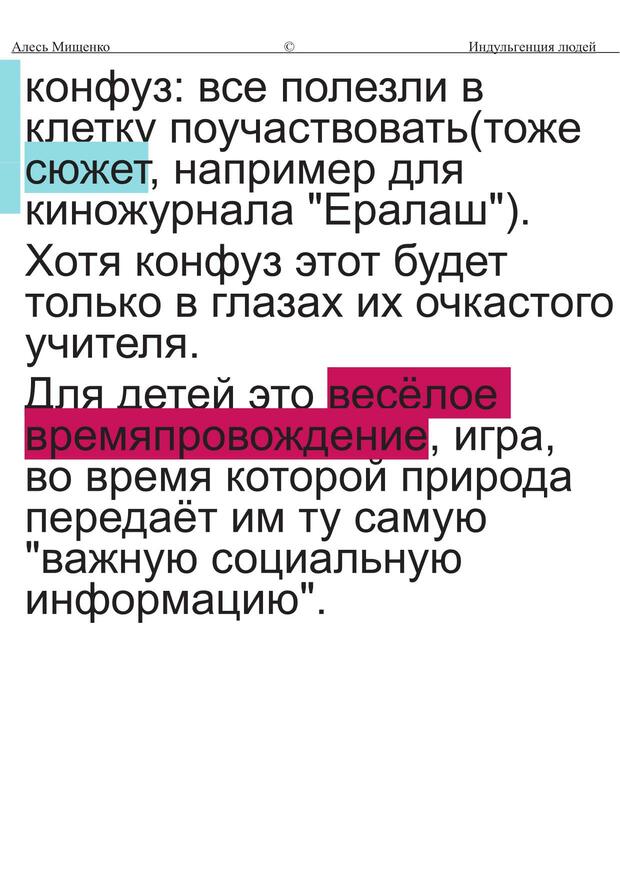 Алесь Мищенко © Индульгенция людей
конфуз: все полезли в
клетку поучаствовать(тоже
сюжет, например для
киножурнала "Ералаш").
Хотя конфуз этот будет
только в глазах их очкастого
учителя.
Для детей это весёлое
времяпровождение, игра,
во время которой природа
передаёт им ту самую
"важную социальную
информацию".